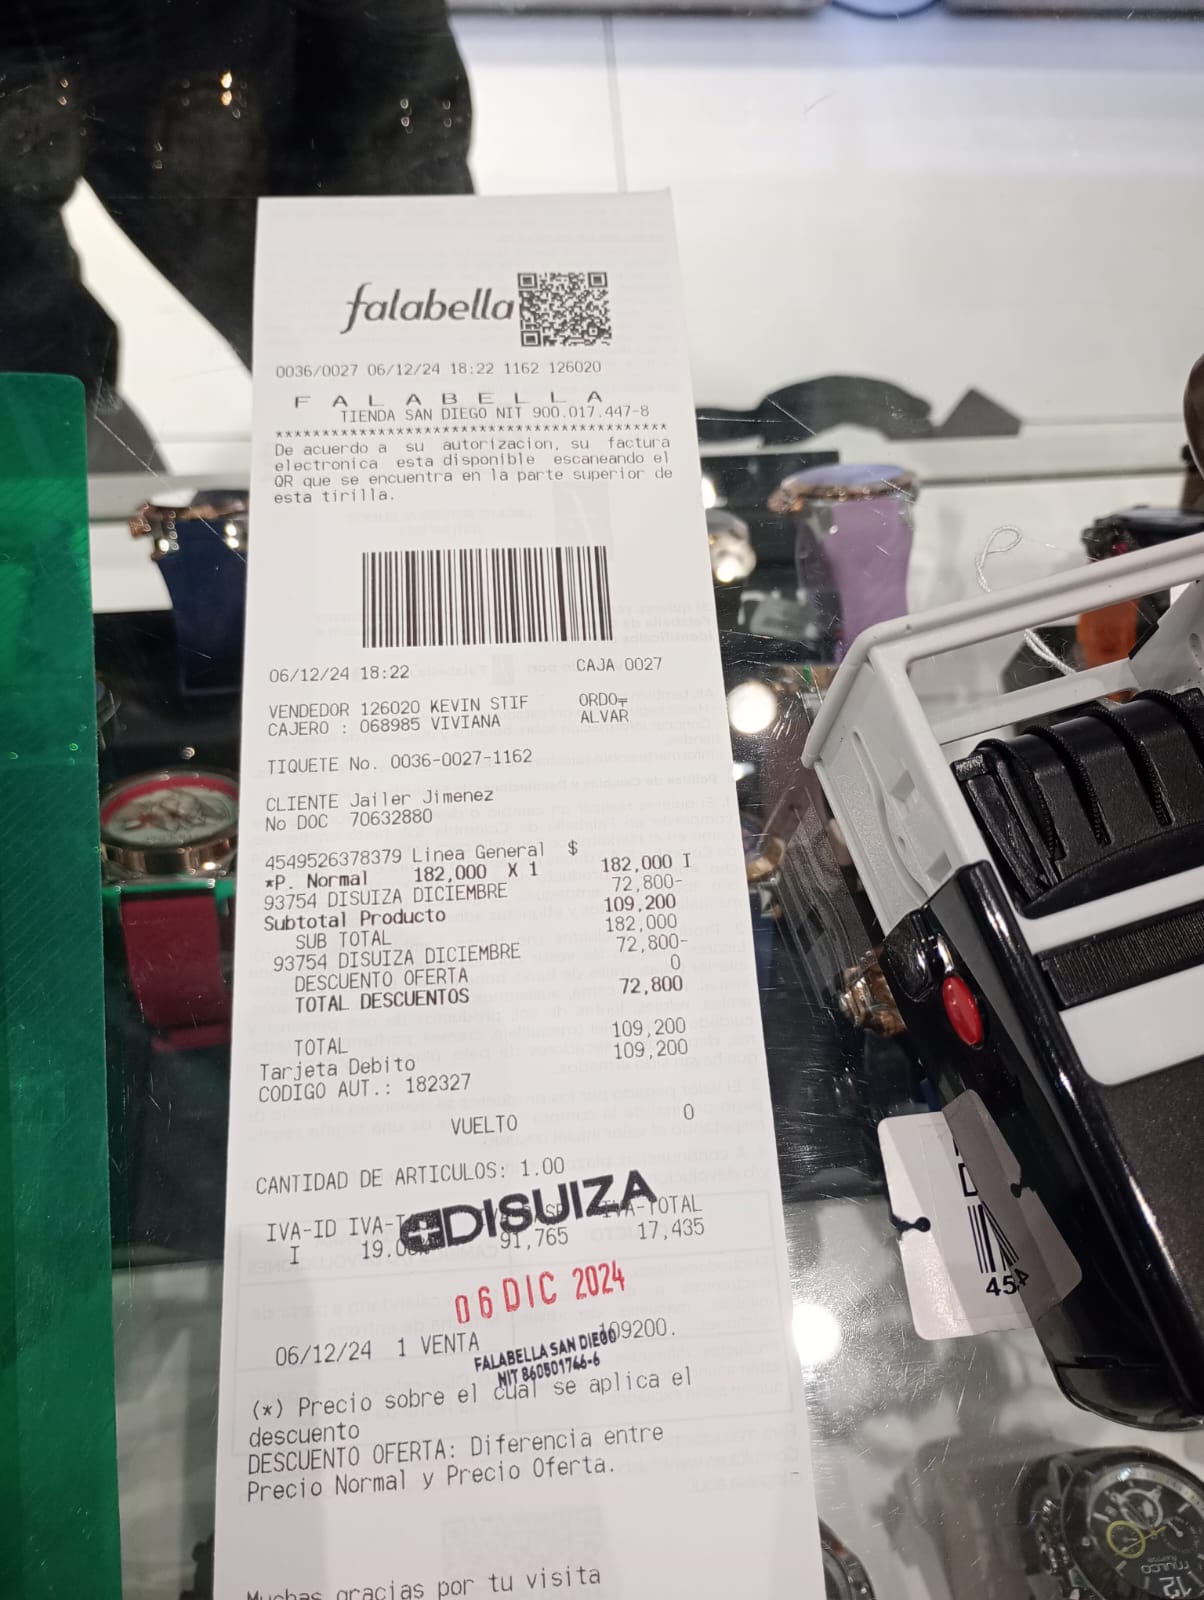 falabella
0036/0027 06/12/24 18:22 1162 126020
F A L A B E L L A
TIENDA SAN DIEGO NIT 900.017.447-8
*******************************************
De acuerdo a su autorizacion, su factura
electronica esta disponible escaneando el
QR que se encuentra en la parte superior de
esta tirilla.
06/12/24 18:22 CAJA 0027
VENDEDOR 126020 KEVIN STIF ORDO
CAJERO : 068985 VIVIANA ALVAR
TIQUETE No. 0036-0027-1162
CLIENTE Jailer Jimenez
No DOC 70632880
4549526378379 Linea General $
182,000 I
*P. Normal 182,000 X 1
93754 DISUIZA DICIEMBRE 72,800-
Subtotal Producto 109,200
SUB TOTAL 182,000
93754 DISUIZA DICIEMBRE 72,800-
DESCUENTO OFERTA 0
TOTAL DESCUENTOS 72,800
TOTAL 109,200
Tarjeta Debito 109,200
CODIGO AUT.: 182327
VUELTO 0
CANTIDAD DE ARTICULOS: 1.00
DISUIZA
IVA-ID IVA-TOTAL
I 91,765 17,435
06 DIC 2024
06/12/24 1 VENTA 109200.
FALABELLA SAN DIEGO
NIT 860501746-6
(*) Precio sobre el cual se aplica el
descuento
DESCUENTO OFERTA: Diferencia entre
Precio Normal y Precio Oferta.
Muchas gracias por tu visita
454
MULCO
12